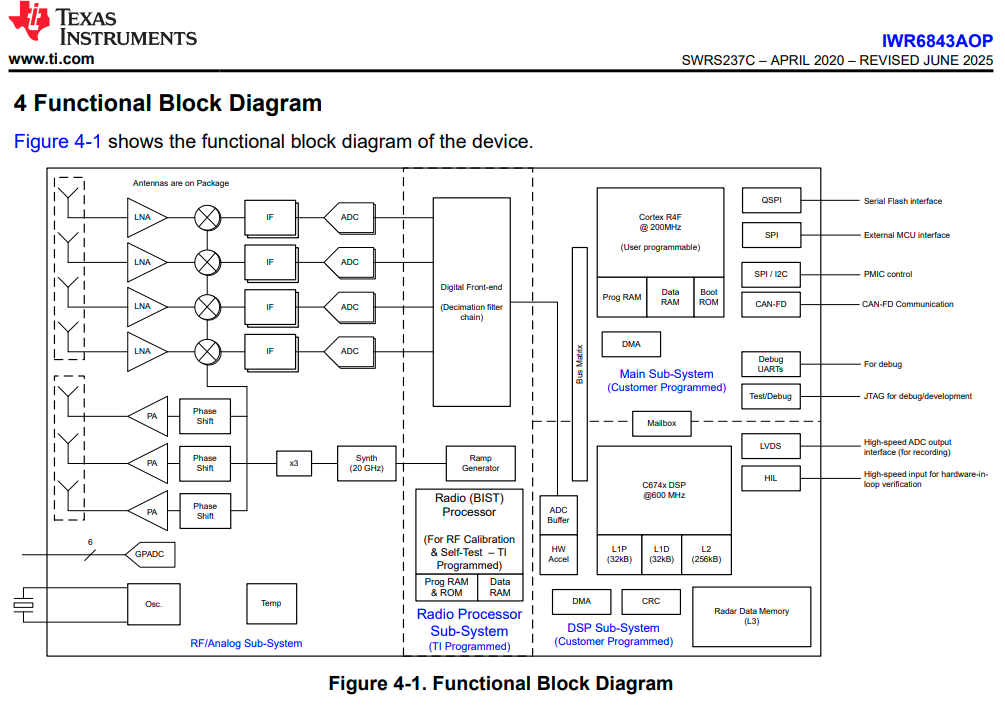 TEXAS
INSTRUMENTS
www.ti.com
IWR6843AOP
SWRS237C – APRIL 2020 – REVISED JUNE 2025
4 Functional Block Diagram
Figure 4-1 shows the functional block diagram of the device.
Antennas are on Package
LNA
IF
ADC
LNA
IF
ADC
LNA
IF
ADC
LNA
IF
ADC
PA
Phase
Shift
PA
Phase
Shift
PA
Phase
Shift
x3
Synth
(20 GHz)
6
GPADC
Osc.
Temp
RF/Analog Sub-System
Digital Front-end
(Decimation filter
chain)
Ramp
Generator
Radio (BIST)
Processor
(For RF Calibration
& Self-Test – TI
Programmed)
Prog RAM
& ROM
Data
RAM
Radio Processor
Sub-System
(TI Programmed)
Bus Matrix
Cortex R4F
@ 200MHz
(User programmable)
Prog RAM
Data
RAM
Boot
ROM
DMA
Main Sub-System
(Customer Programmed)
Mailbox
ADC
Buffer
HW
Accel
C674x DSP
@600 MHz
L1P
(32kB)
L1D
(32kB)
L2
(256kB)
DMA
CRC
DSP Sub-System
(Customer Programmed)
Radar Data Memory
(L3)
QSPI
Serial Flash interface
SPI
External MCU interface
SPI / I2C
PMIC control
CAN-FD
CAN-FD Communication
Debug
UARTs
For debug
Test/Debug
JTAG for debug/development
LVDS
High-speed ADC output
interface (for recording)
HIL
High-speed input for hardware-in-
loop verification
Figure 4-1. Functional Block Diagram